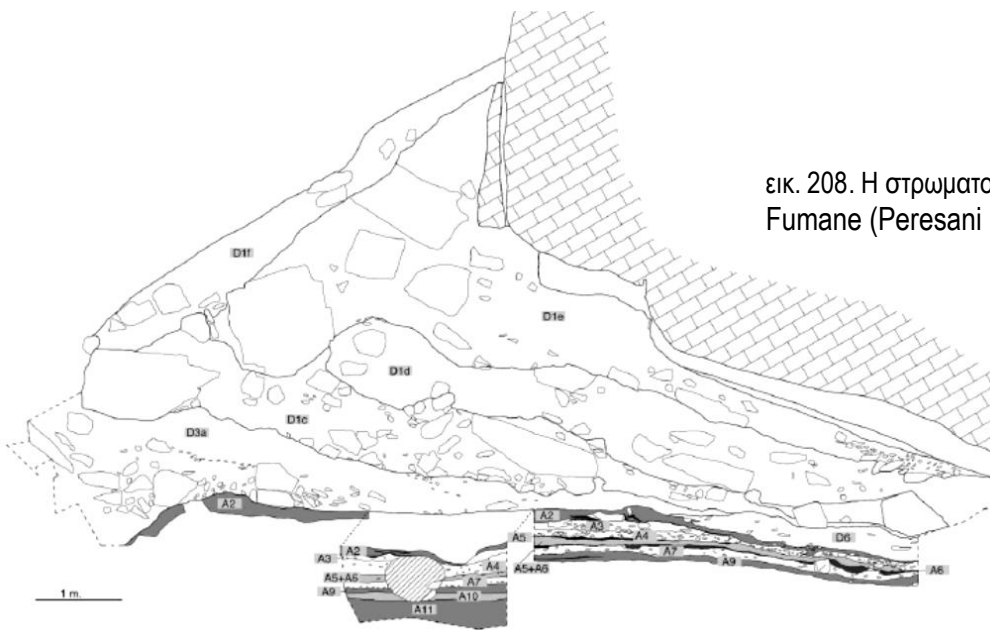 εικ. 208. Η στρωματο
Fumane (Peresani
D1f
D1e
D1d
D1c
D3a
A2
A2
A3
A4
A5
A7
D6
A2
A3
A4
A5+A6
A5+A6
A7
A9
A6
A9
A10
A11
1 m.